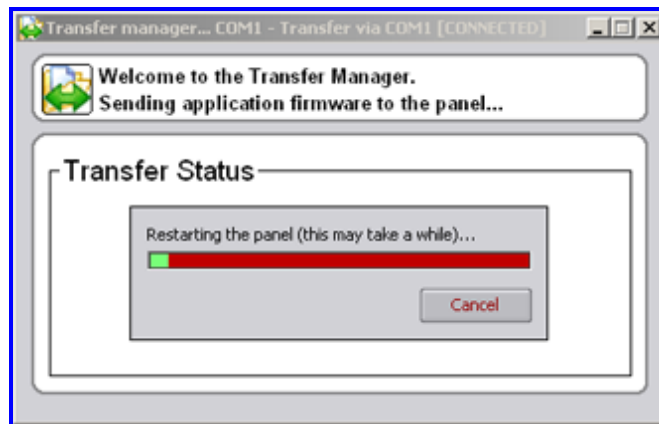 Transfer manager... COM1 - Transfer via COM1 [CONNECTED]
Welcome to the Transfer Manager.
Sending application firmware to the panel...
Transfer Status
Restarting the panel (this may take a while)...
Cancel